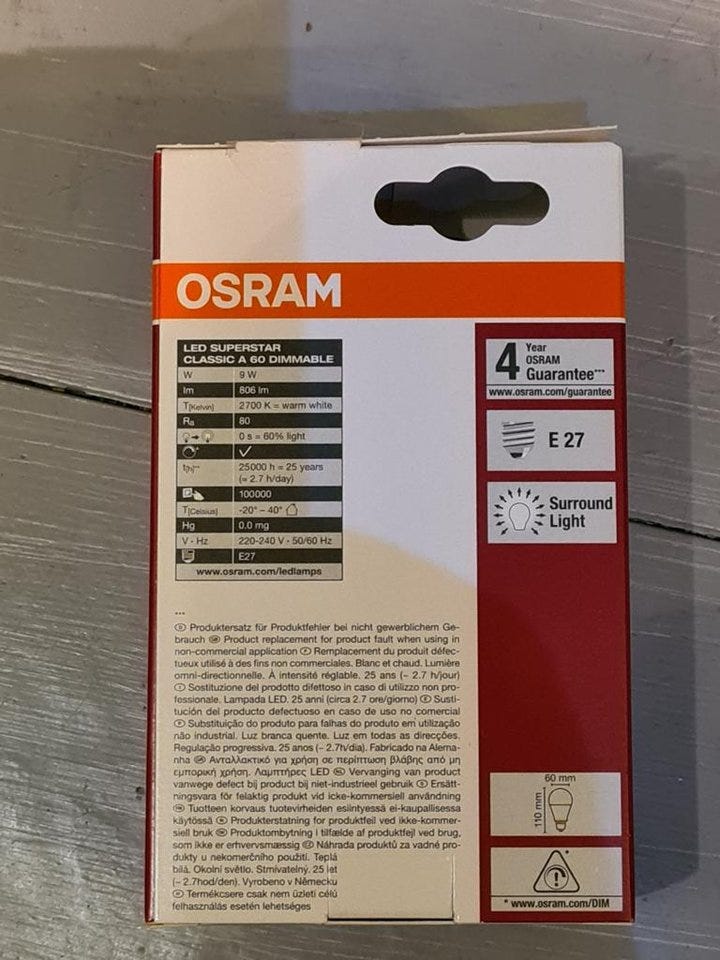 OSRAM
LED SUPERSTAR
CLASSIC A 60 DIMMABLE
W 9 W
lm 806 lm
T[Kelvin] 2700 K = warm white
Ra 80
0 s = 60% light
* ✓
t[h]** 25000 h = 25 years
(= 2.7 h/day)
100000
T[Celsius] -20° – 40°
Hg 0.0 mg
V - Hz 220-240 V - 50/60 Hz
E27
www.osram.com/ledlamps
4 Year
OSRAM
Guarantee***
www.osram.com/guarantee
E 27
Surround
Light
***
Ⓓ Produktersatz für Produktfehler bei nicht gewerblichem Ge-
brauch ⒼⒷ Product replacement for product fault when using in
non-commercial application Ⓕ Remplacement du produit défec-
tueux utilisé à des fins non commerciales. Blanc et chaud. Lumière
omni-directionnelle. À intensité réglable. 25 ans (~ 2.7 h/jour)
Ⓘ Sostituzione del prodotto difettoso in caso di utilizzo non pro-
fessionale. Lampada LED. 25 anni (circa 2.7 ore/giorno) Ⓔ Susti-
tución del producto defectuoso en caso de uso no comercial
Ⓟ Substituição do produto para falhas do produto em utilização
não industrial. Luz branca quente. Luz em todas as direcções.
Regulação progressiva. 25 anos (~ 2.7h/dia). Fabricado na Alema-
nha ⒼⓇ Ανταλλακτικό για χρήση σε περίπτωση βλάβης από μη
εμπορική χρήση. Λαμπτήρες LED ⓃⓁ Vervanging van product
vanwege defect bij product bij niet-industrieel gebruik Ⓢ Ersätt-
ningsvara för felaktig produkt vid icke-kommersiell användning
Tuotteen korvaus tuotevirheiden esiintyessä ei-kaupallisessa
käytössä Ⓝ Produkterstatning for produktfeil ved ikke-kommer-
siell bruk ⒹⓀ Produktombytning i tilfælde af produktfejl ved brug,
som ikke er erhvervsmæssig ⒸⓏ Náhrada produktů za vadné pro-
dukty u nekomerčního použití. Teplá
bílá. Okolní světlo. Stmívatelný. 25 let
(~ 2.7hod/den). Vyrobeno v Německu
Ⓗ Termékcsere csak nem üzleti célú
felhasználás esetén lehetséges
60 mm
110 mm
*
* www.osram.com/DIM